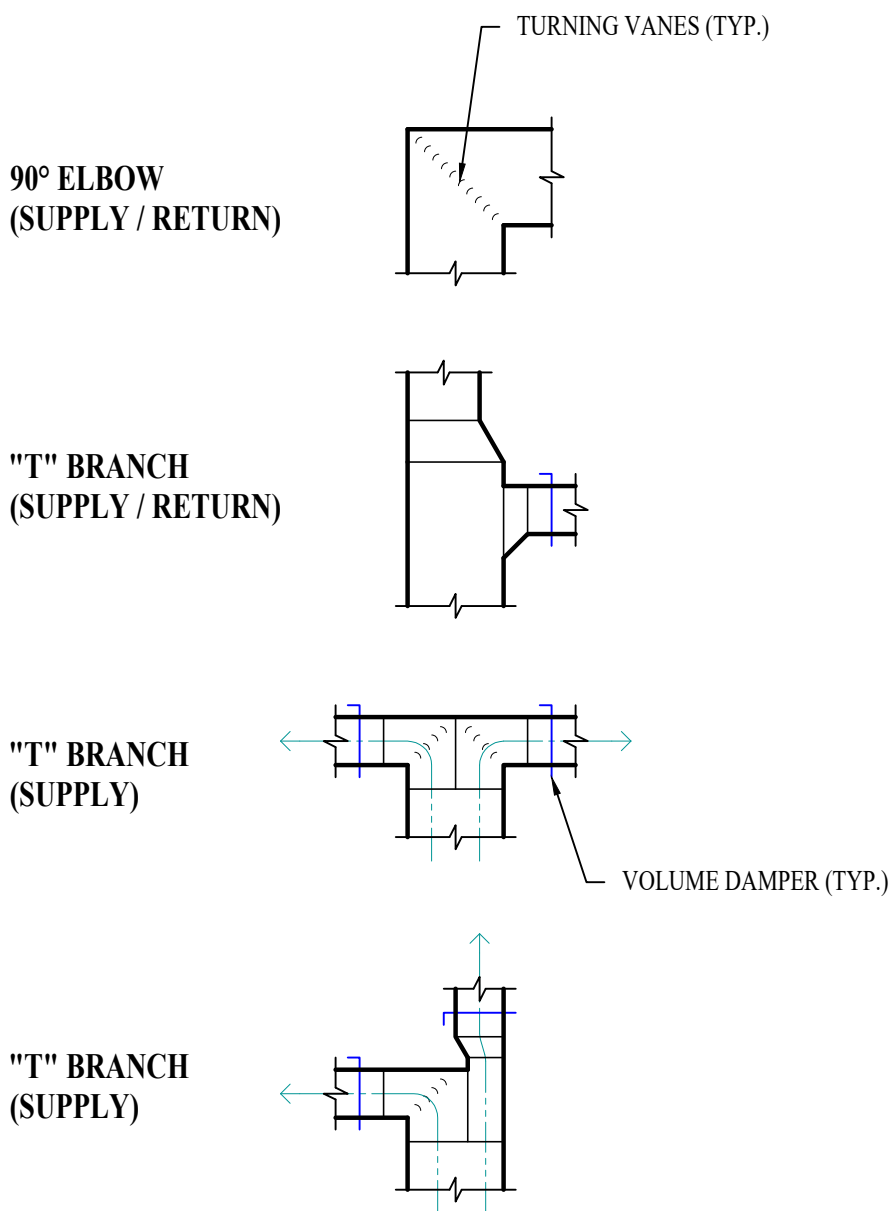 TURNING VANES (TYP.)
90° ELBOW
(SUPPLY / RETURN)
"T" BRANCH
(SUPPLY / RETURN)
"T" BRANCH
(SUPPLY)
VOLUME DAMPER (TYP.)
"T" BRANCH
(SUPPLY)